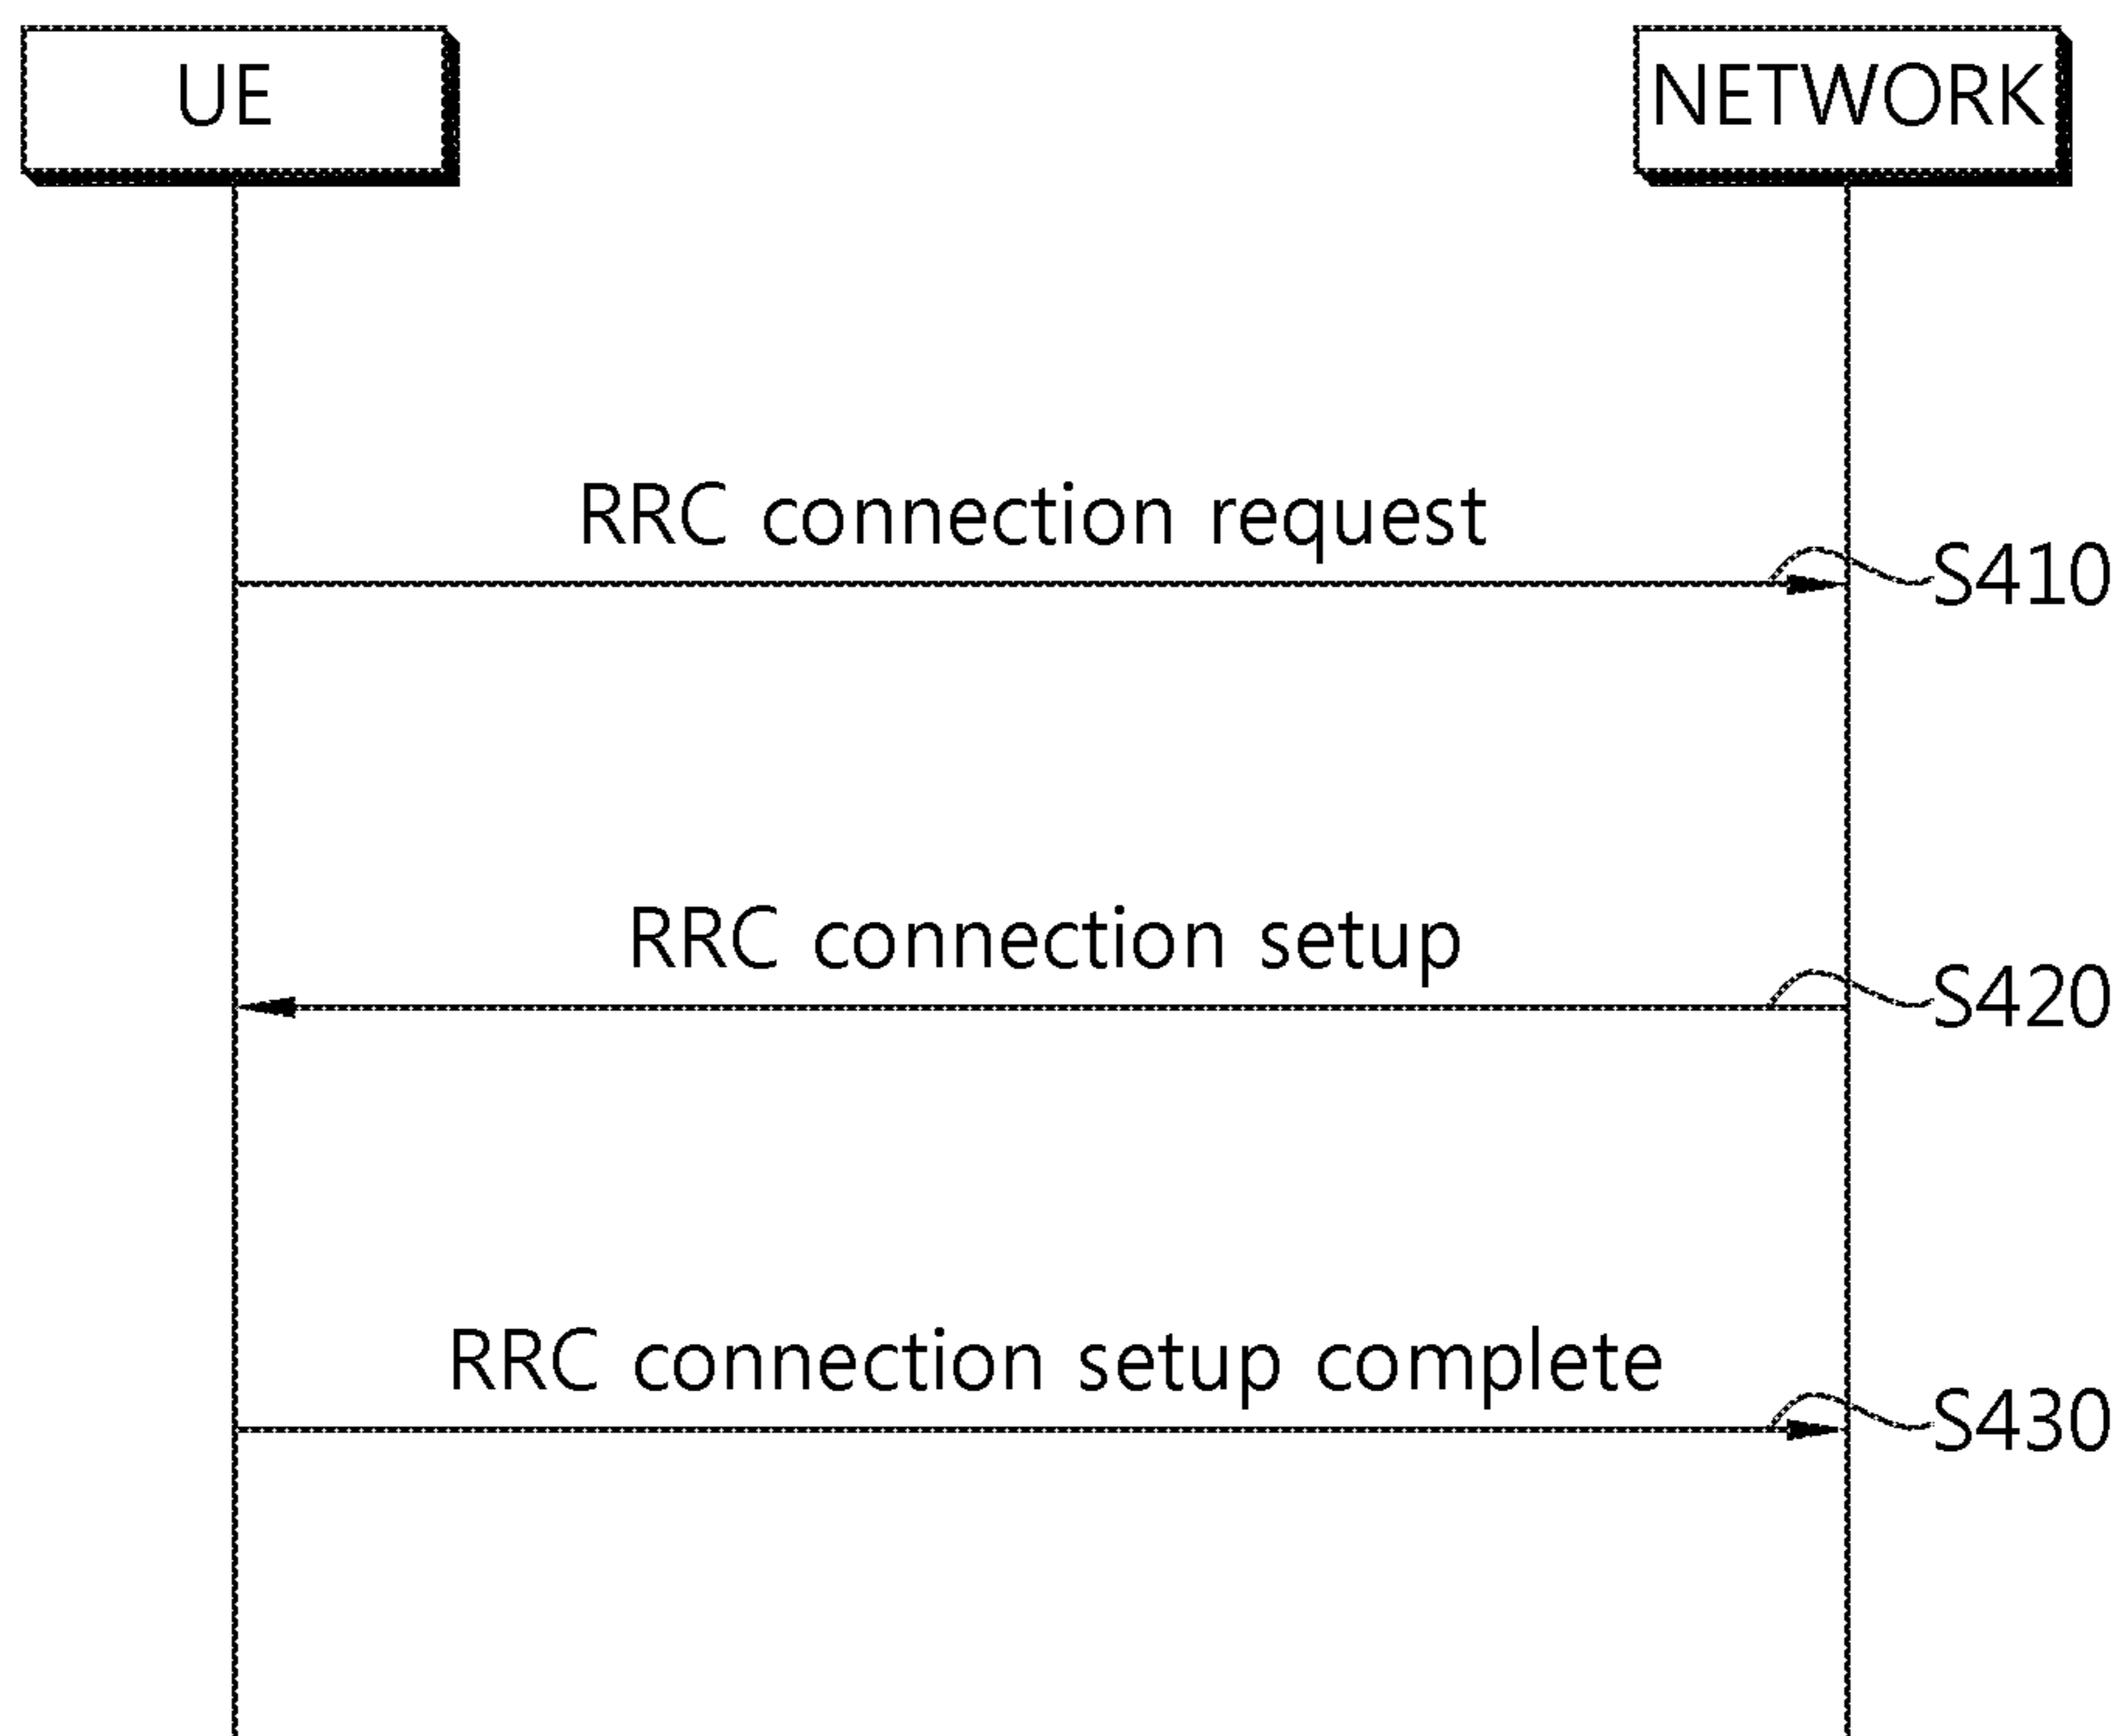 UE
NETWORK
RRC connection request
S410
RRC connection setup
S420
RRC connection setup complete
S430